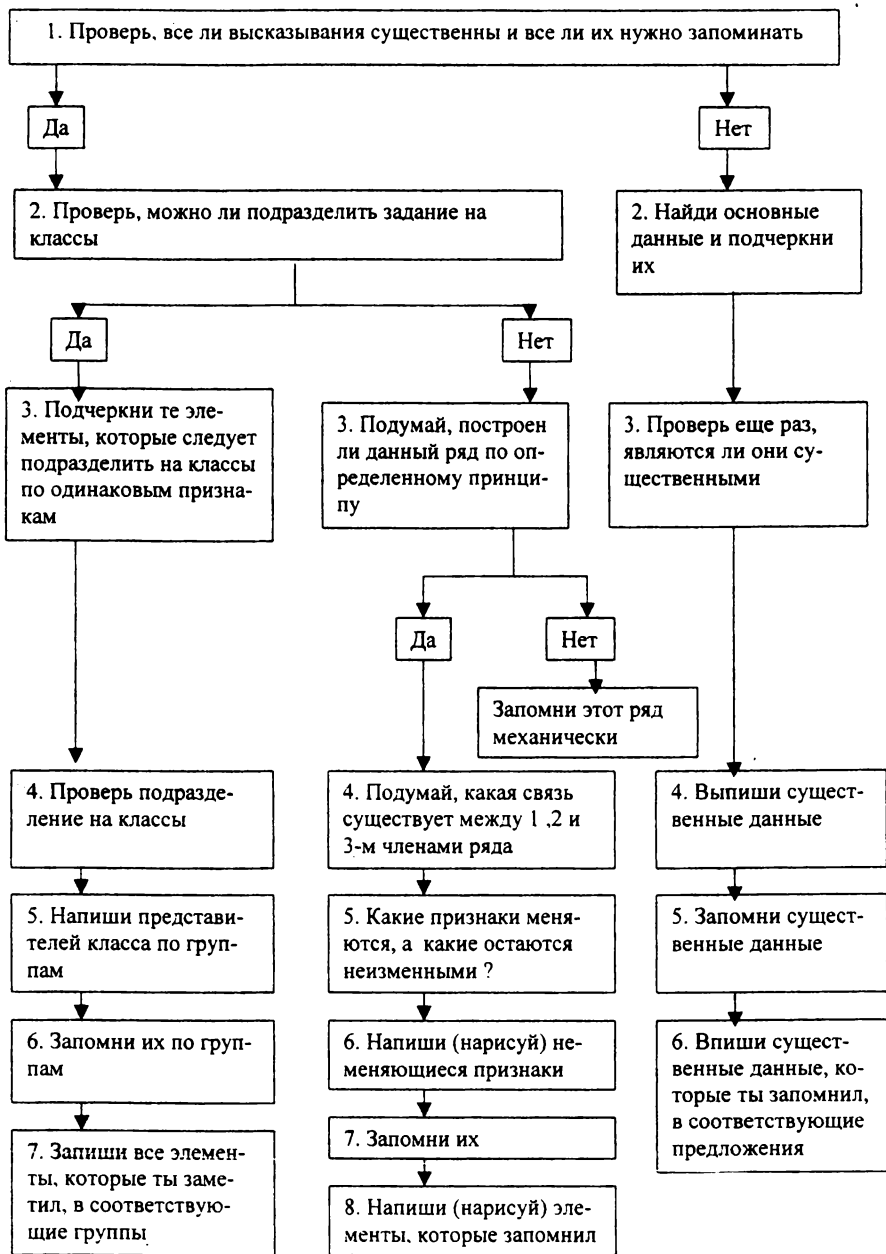 1. Проверь, все ли высказывания существенны и все ли их нужно запоминать
Да
Нет
2. Проверь, можно ли подразделить задание на
классы
2. Найди основные
данные и подчеркни
их
Да
Нет
3. Подчеркни те эле-
менты, которые следует
подразделить на классы
по одинаковым призна-
кам
3. Подумай, построен
ли данный ряд по оп-
ределенному принци-
пу
3. Проверь еще раз,
являются ли они су-
щественными
Да
Нет
Запомни этот ряд
механически
4. Проверь подразде-
ление на классы
4. Подумай, какая связь
существует между 1 ,2 и
3-м членами ряда
4. Выпиши сущест-
венные данные
5. Напиши представи-
телей класса по груп-
пам
5. Какие признаки меня-
ются, а какие остаются
неизменными ?
5. Запомни сущест-
венные данные
6. Запомни их по груп-
пам
6. Напиши (нарисуй) не-
меняющиеся признаки
6. Впиши сущест-
венные данные, ко-
торые ты запомнил,
в соответствующие
предложения
7. Запиши все элемен-
ты, которые ты заме-
тил, в соответствую-
щие группы
7. Запомни их
8. Напиши (нарисуй) эле-
менты, которые запомнил